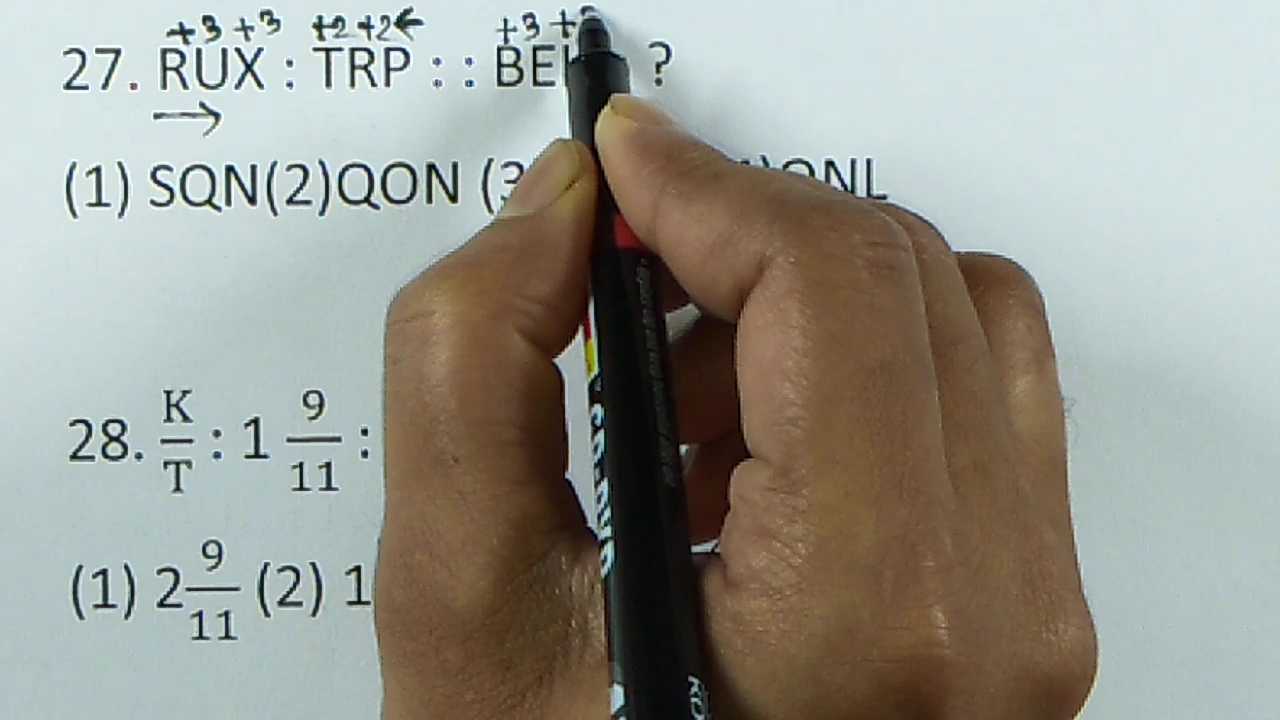 +3 +3 +2 +2← +3
27. RUX : TRP : : BE ?
→
(1) SQN(2)QON (3 QNL
28. K/T : 1 9/11 :
(1) 2 9/11 (2) 1